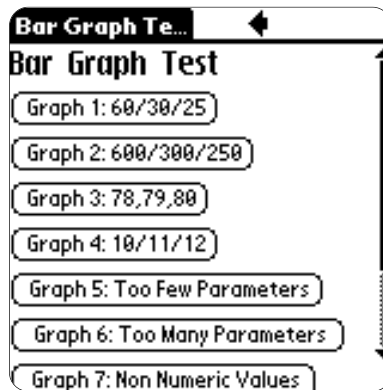 Bar Graph Te...
Bar Graph Test
Graph 1: 60/30/25
Graph 2: 600/300/250
Graph 3: 78,79,80
Graph 4: 10/11/12
Graph 5: Too Few Parameters
Graph 6: Too Many Parameters
Graph 7: Non Numeric Values